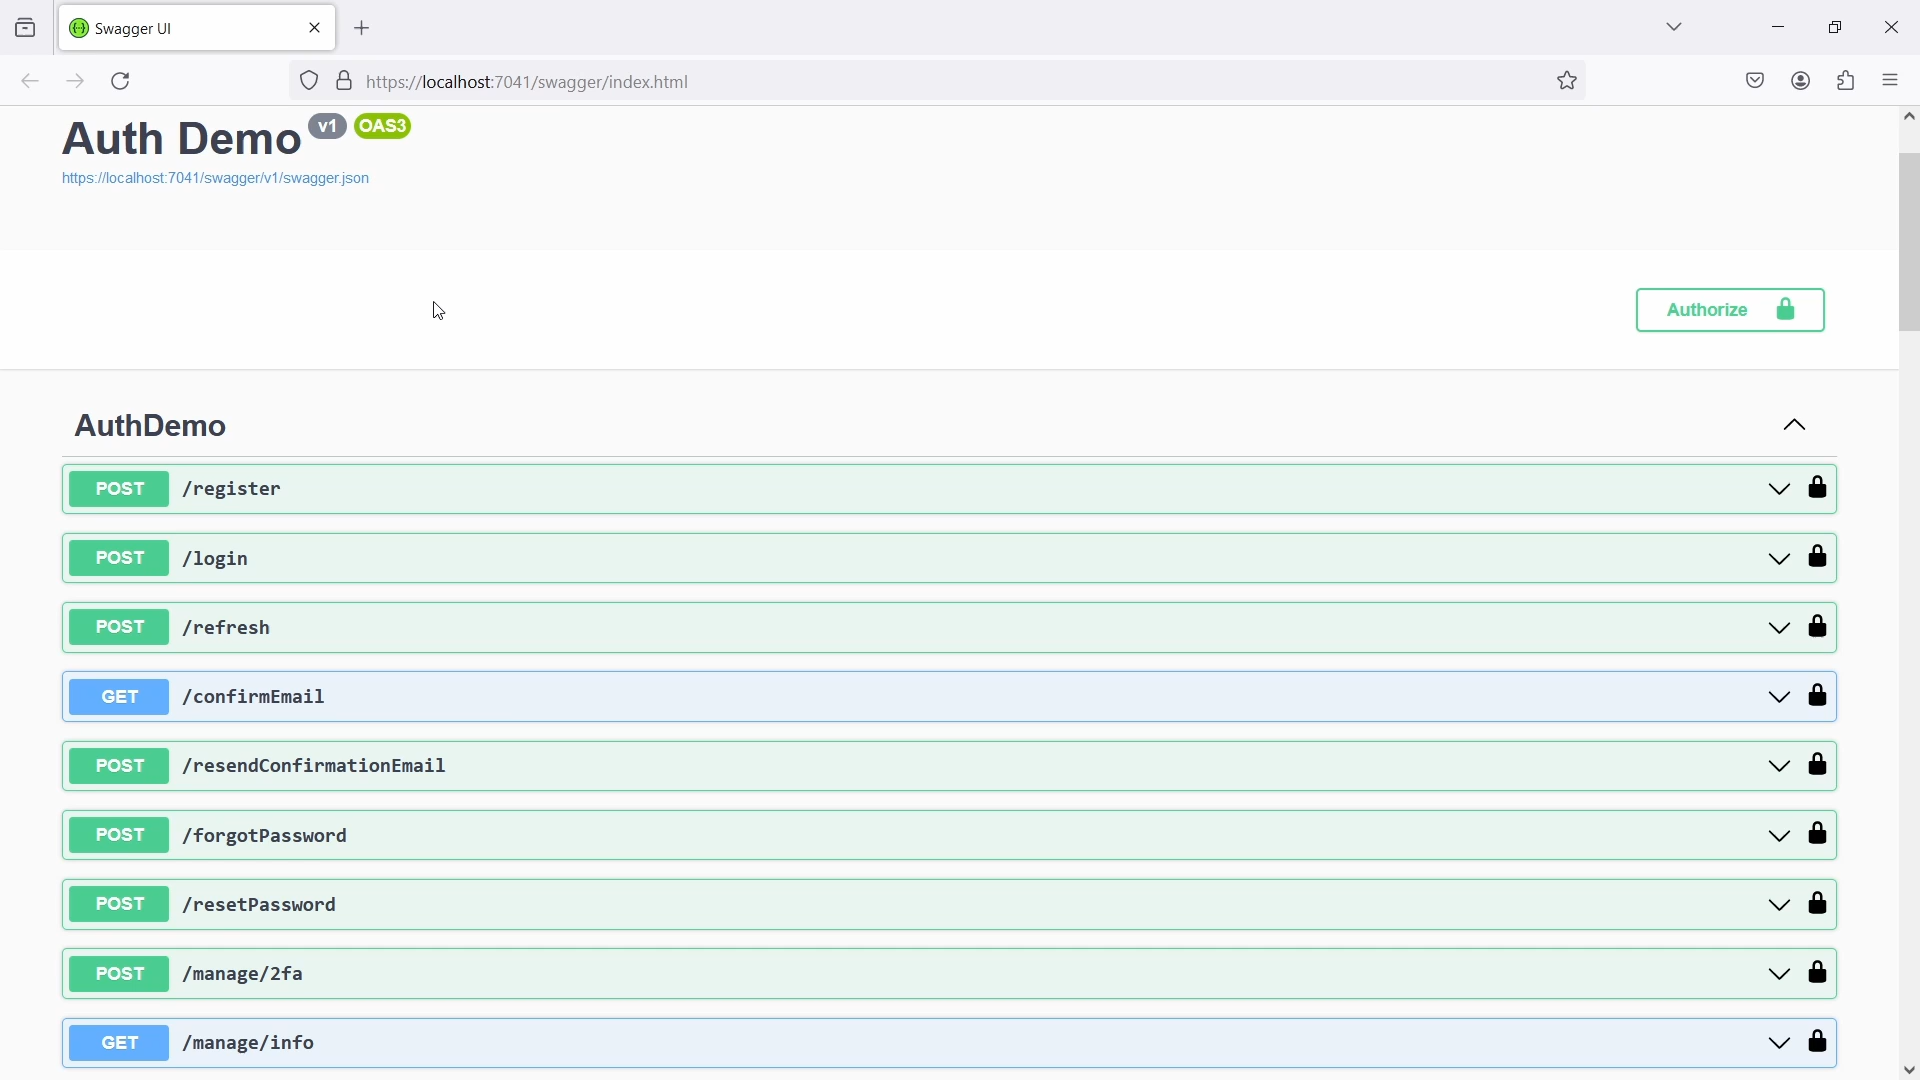 Swagger UI
https://localhost:7041/swagger/index.html
Auth Demo v1 OAS3
https://localhost:7041/swagger/v1/swagger.json
Authorize
AuthDemo
POST /register
POST /login
POST /refresh
GET /confirmEmail
POST /resendConfirmationEmail
POST /forgotPassword
POST /resetPassword
POST /manage/2fa
GET /manage/info